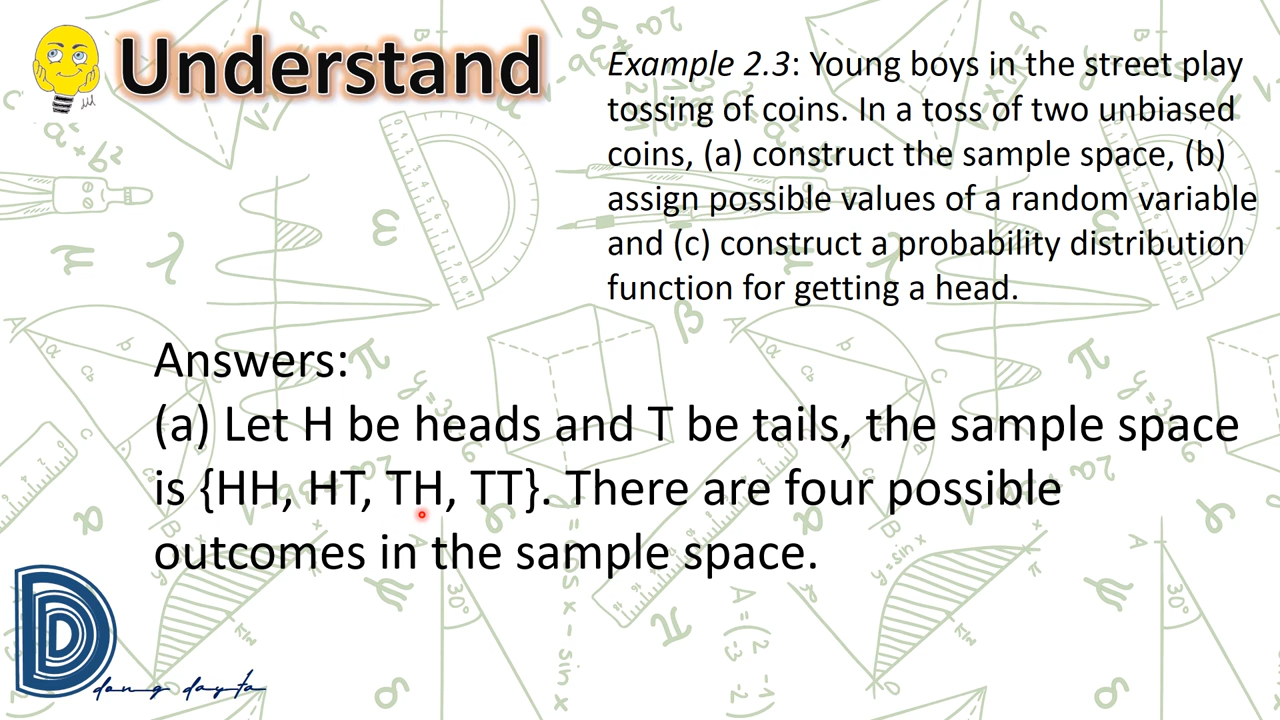 Understand
Example 2.3: Young boys in the street play
tossing of coins. In a toss of two unbiased
coins, (a) construct the sample space, (b)
assign possible values of a random variable
and (c) construct a probability distribution
function for getting a head.
Answers:
(a) Let H be heads and T be tails, the sample space
is {HH, HT, TH, TT}. There are four possible
outcomes in the sample space.
dang dayta